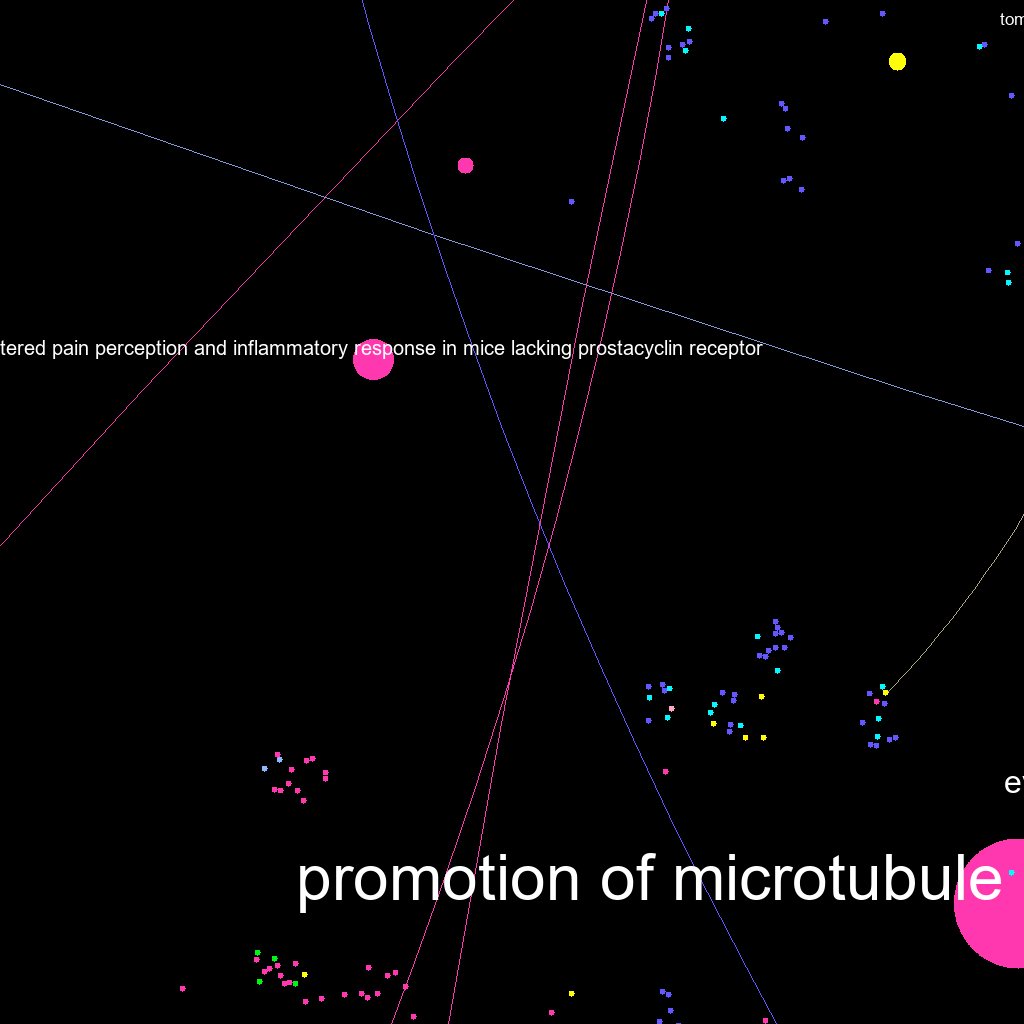 tom
tered pain perception and inflammatory response in mice lacking prostacyclin receptor
ev
promotion of microtubule